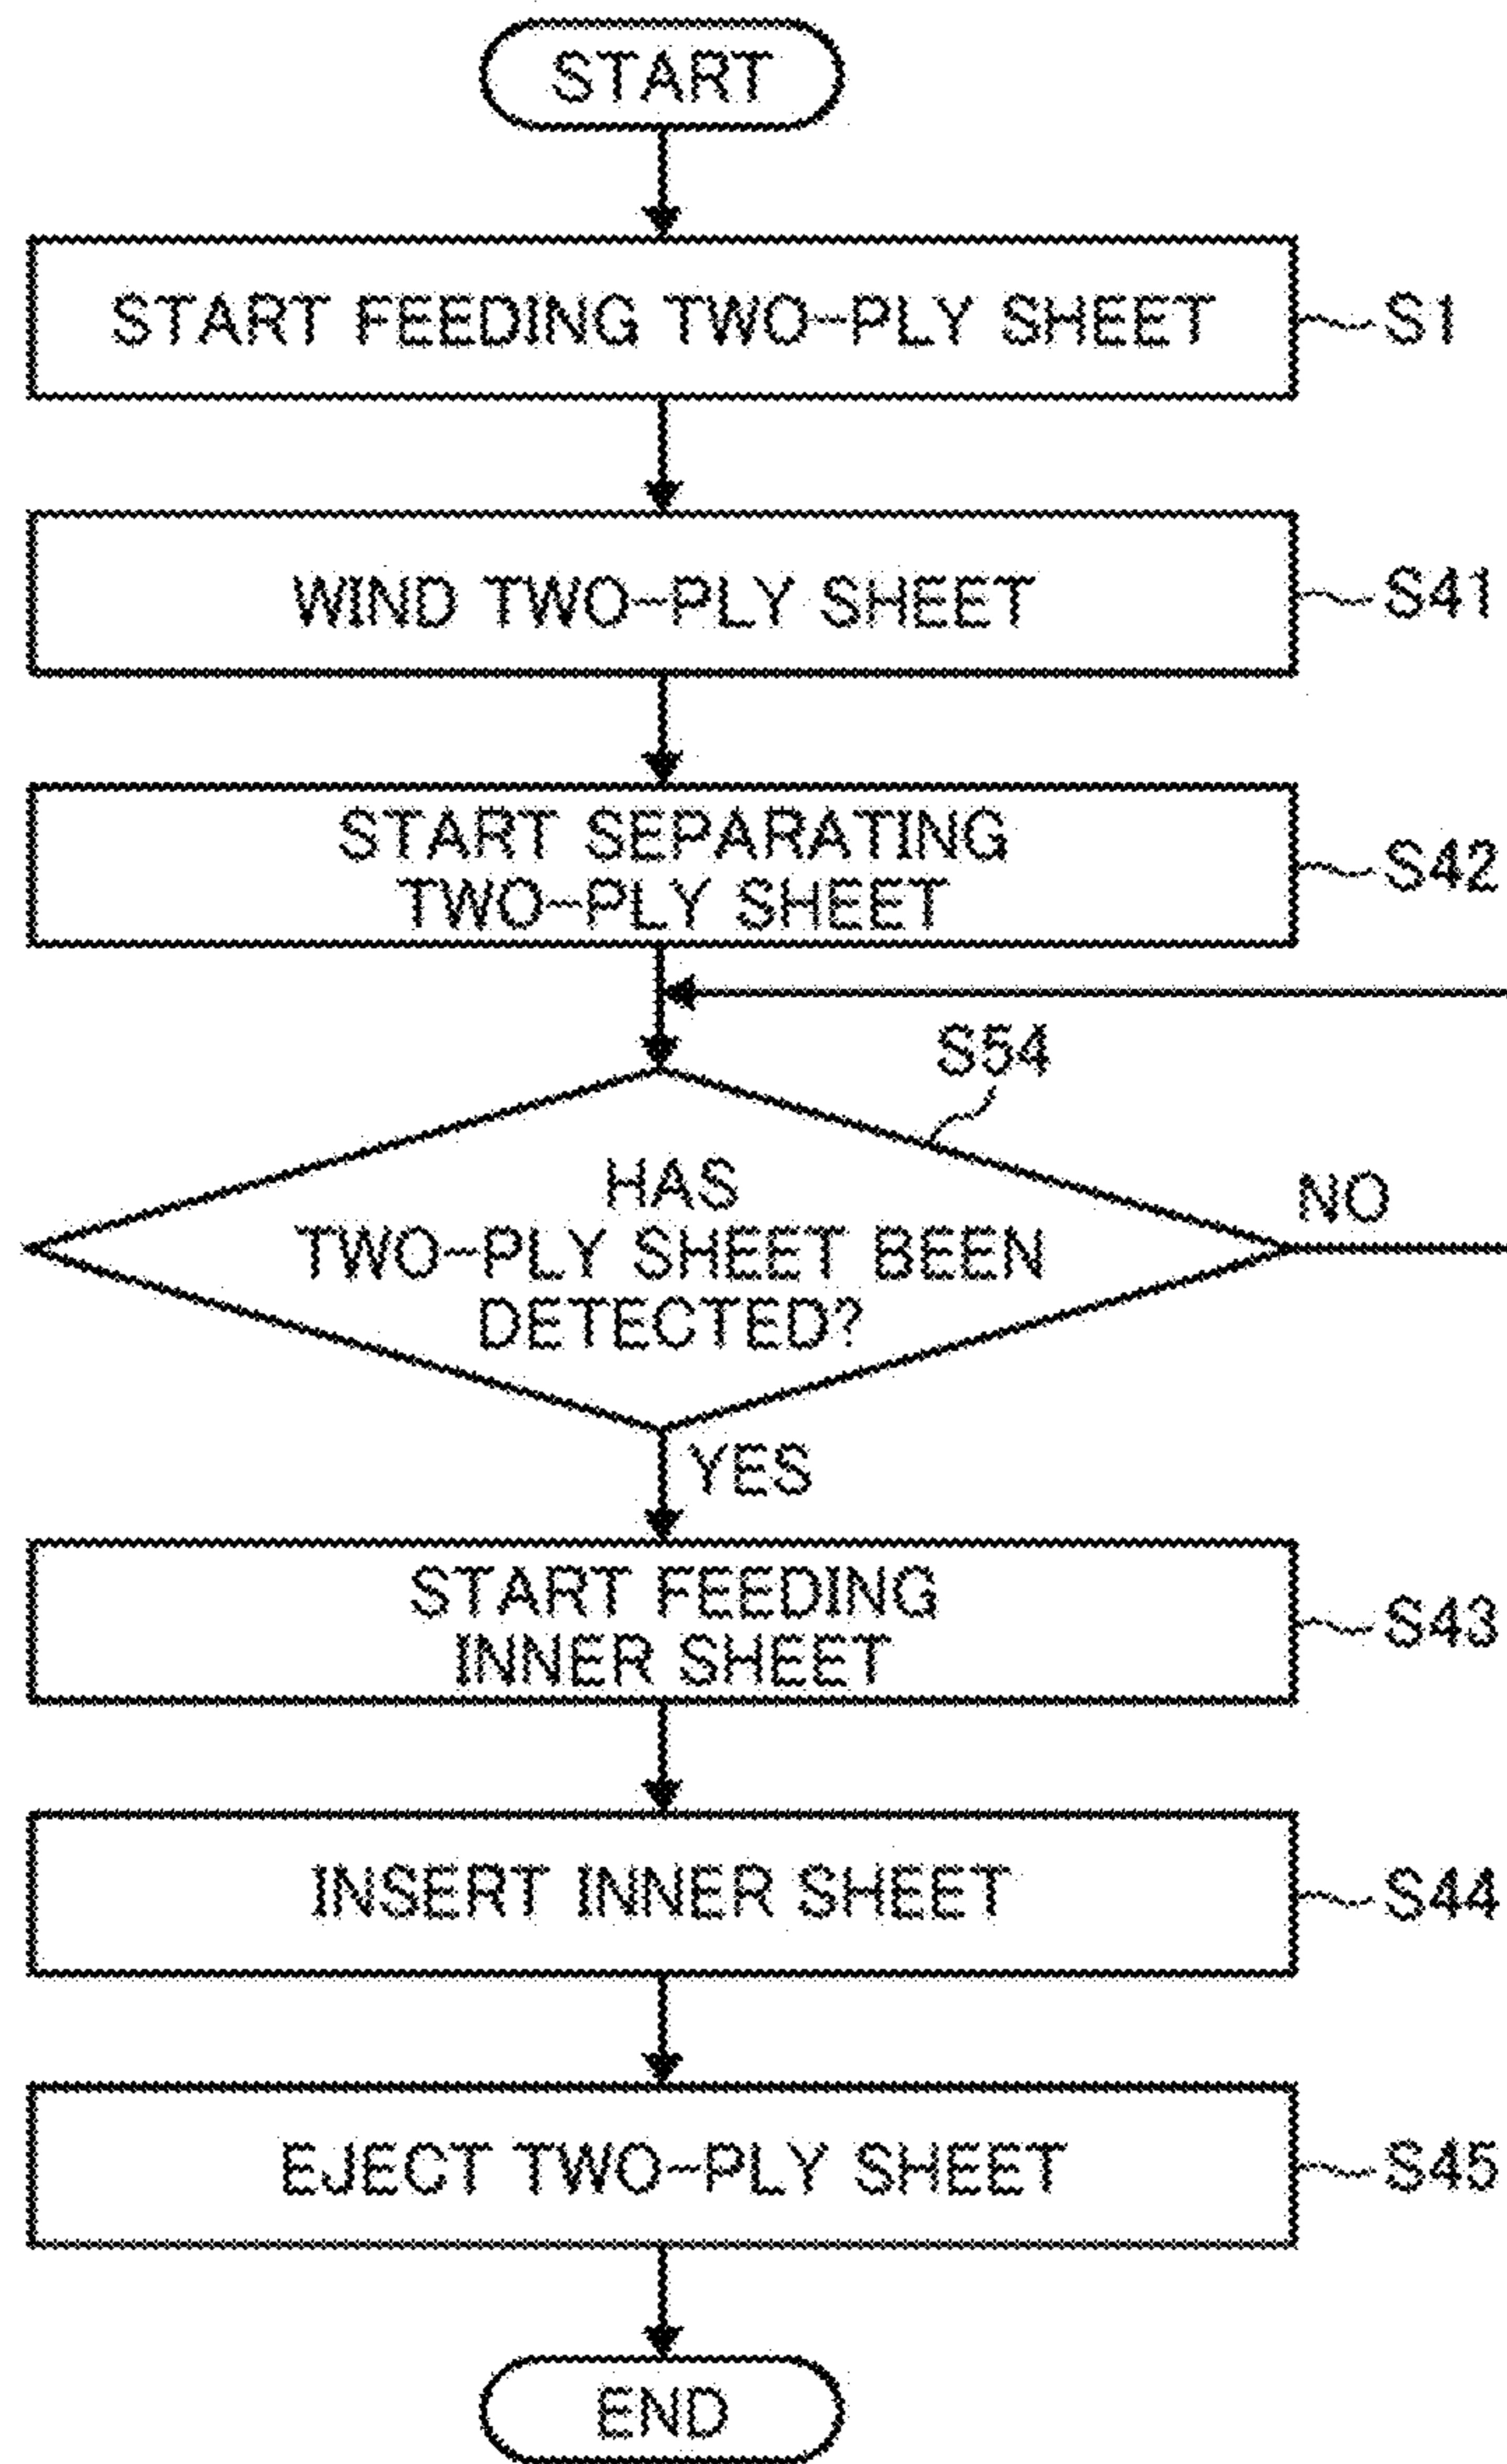 START
START FEEDING TWO-PLY SHEET
S1
WIND TWO-PLY SHEET
S41
START SEPARATING
TWO-PLY SHEET
S42
S54
HAS
TWO-PLY SHEET BEEN
DETECTED?
NO
YES
START FEEDING
INNER SHEET
S43
INSERT INNER SHEET
S44
EJECT TWO-PLY SHEET
S45
END